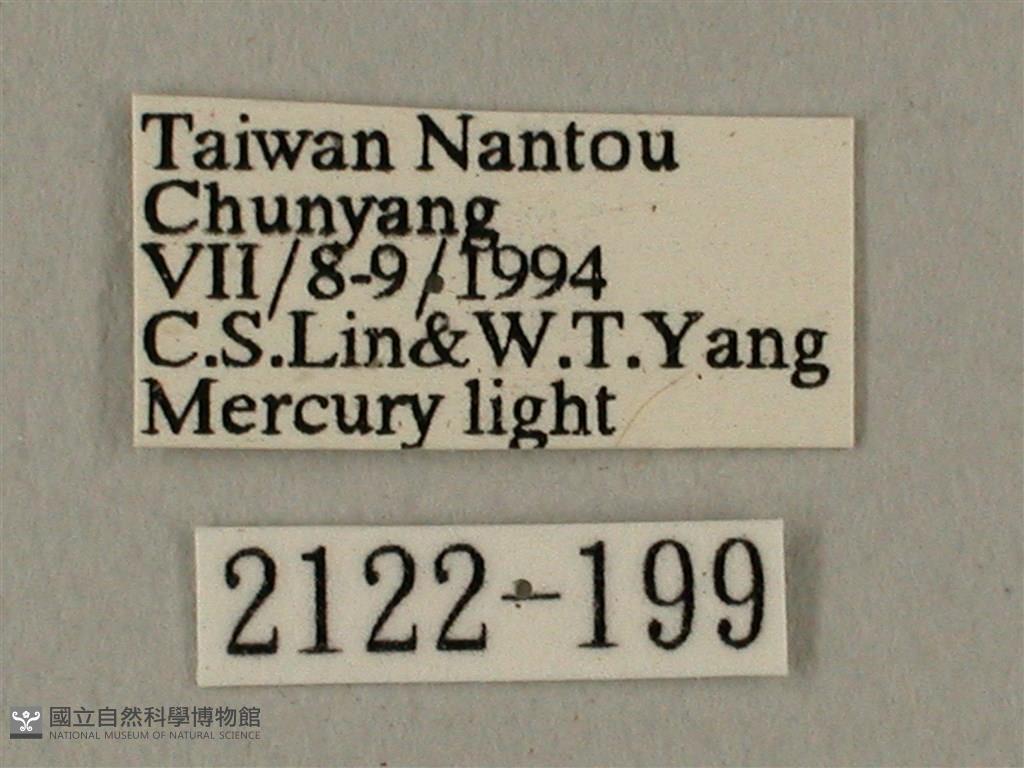 Taiwan Nantou
Chunyang
VII/8-9/1994
C.S.Lin&W.T.Yang
Mercury light
2122-199
國立自然科學博物館
NATIONAL MUSEUM OF NATURAL SCIENCE